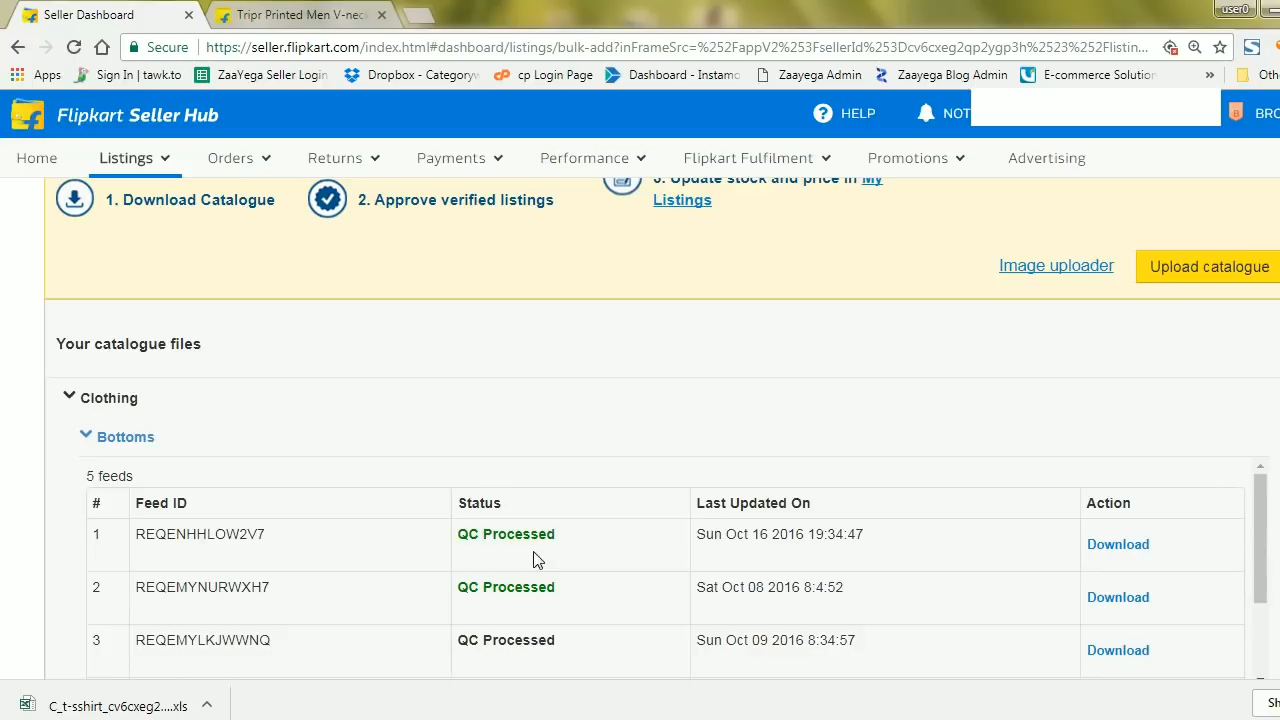 Seller Dashboard
Tripr Printed Men V-neck
user0
Secure
https://seller.flipkart.com/index.html#dashboard/listings/bulk-add?inFrameSrc=%252FappV2%253FsellerId%253Dcv6cxeg2qp2ygp3h%2523%252Flistin...
Apps
Sign In | tawk.to
ZaaYega Seller Login
Dropbox - Category
cp Login Page
Dashboard - Instamo
Zaayega Admin
Zaayega Blog Admin
E-commerce Solution
»
Flipkart Seller Hub
HELP
NOT
BRO
Home
Listings
Orders
Returns
Payments
Performance
Flipkart Fulfilment
Promotions
Advertising
1. Download Catalogue
2. Approve verified listings
3. Update stock and price in My
Listings
Image uploader
Upload catalogue
Your catalogue files
Clothing
Bottoms
5 feeds
# Feed ID Status Last Updated On Action
1 REQENHHLOW2V7 QC Processed Sun Oct 16 2016 19:34:47 Download
2 REQEMYNURWXH7 QC Processed Sat Oct 08 2016 8:4:52 Download
3 REQEMYLKJWWNQ QC Processed Sun Oct 09 2016 8:34:57 Download
C_t-sshirt_cv6cxeg2....xls